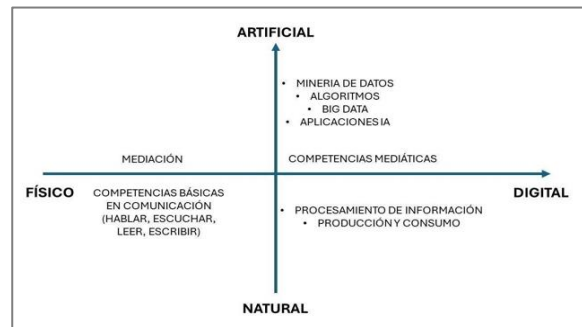 ARTIFICIAL
• MINERIA DE DATOS
• ALGORITMOS
• BIG DATA
• APLICACIONES IA
MEDIACIÓN
COMPETENCIAS MEDIÁTICAS
FÍSICO
DIGITAL
COMPETENCIAS BÁSICAS
EN COMUNICACIÓN
(HABLAR, ESCUCHAR,
LEER, ESCRIBIR)
• PROCESAMIENTO DE INFORMACIÓN
• PRODUCCIÓN Y CONSUMO
NATURAL